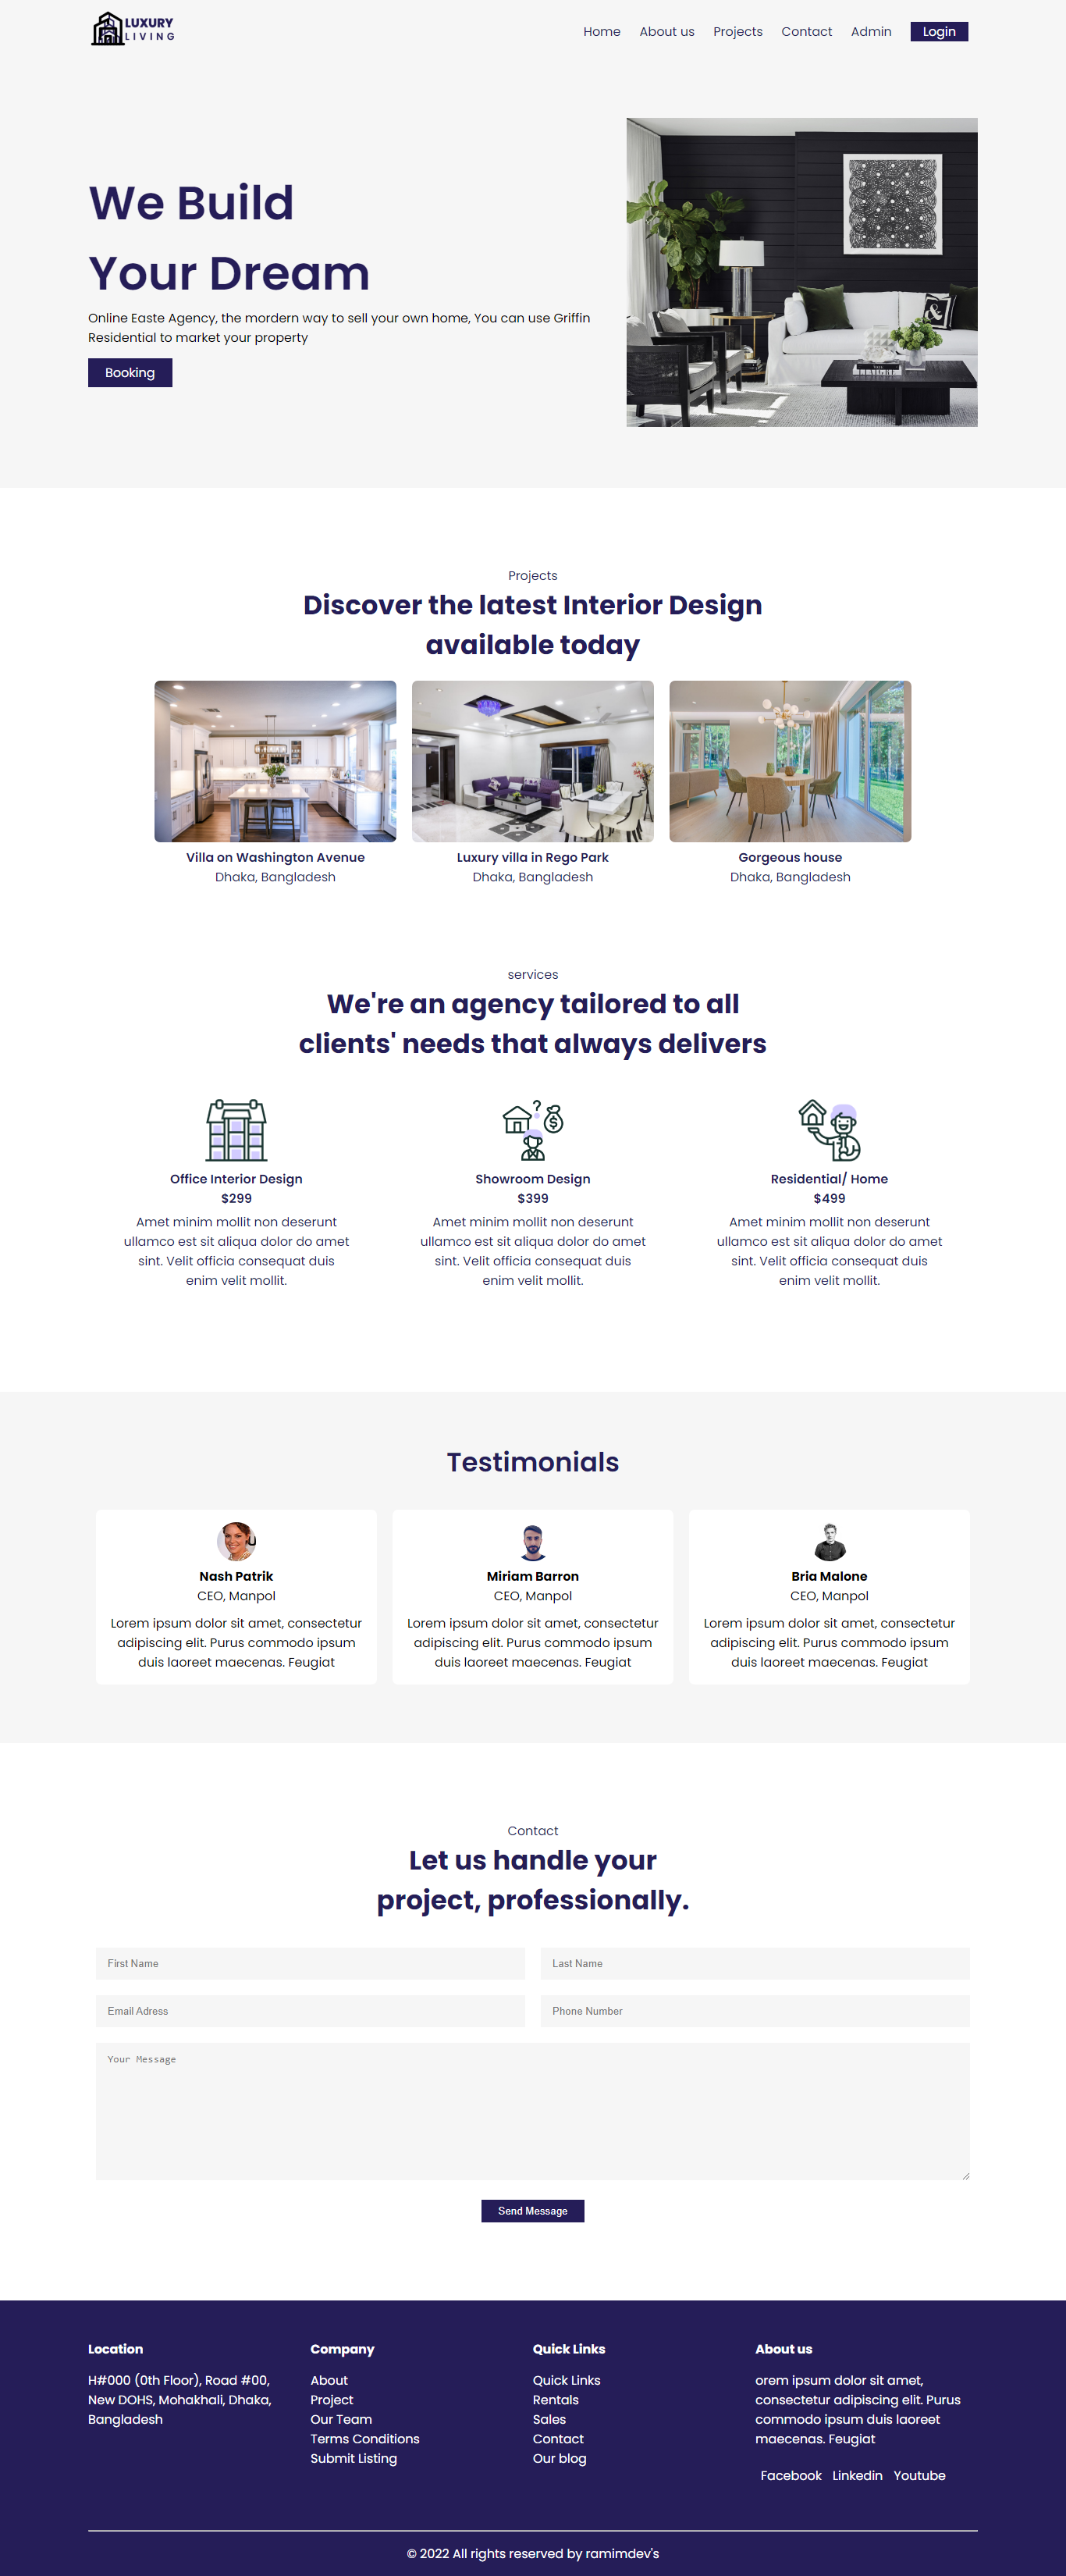 LUXURY
LIVING
Home About us Projects Contact Admin Login
We Build
Your Dream
Online Easte Agency, the mordern way to sell your own home, You can use Griffin
Residential to market your property
Booking
&
Projects
Discover the latest Interior Design
available today
Villa on Washington Avenue
Dhaka, Bangladesh
Luxury villa in Rego Park
Dhaka, Bangladesh
Gorgeous house
Dhaka, Bangladesh
services
We're an agency tailored to all
clients' needs that always delivers
Office Interior Design
$299
Amet minim mollit non deserunt
ullamco est sit aliqua dolor do amet
sint. Velit officia consequat duis
enim velit mollit.
?
$
Showroom Design
$399
Amet minim mollit non deserunt
ullamco est sit aliqua dolor do amet
sint. Velit officia consequat duis
enim velit mollit.
Residential/ Home
$499
Amet minim mollit non deserunt
ullamco est sit aliqua dolor do amet
sint. Velit officia consequat duis
enim velit mollit.
Testimonials
Nash Patrik
CEO, Manpol
Lorem ipsum dolor sit amet, consectetur
adipiscing elit. Purus commodo ipsum
duis laoreet maecenas. Feugiat
Miriam Barron
CEO, Manpol
Lorem ipsum dolor sit amet, consectetur
adipiscing elit. Purus commodo ipsum
duis laoreet maecenas. Feugiat
Bria Malone
CEO, Manpol
Lorem ipsum dolor sit amet, consectetur
adipiscing elit. Purus commodo ipsum
duis laoreet maecenas. Feugiat
Contact
Let us handle your
project, professionally.
First Name
Last Name
Email Adress
Phone Number
Your Message
Send Message
Location
H#000 (0th Floor), Road #00,
New DOHS, Mohakhali, Dhaka,
Bangladesh
Company
About
Project
Our Team
Terms Conditions
Submit Listing
Quick Links
Quick Links
Rentals
Sales
Contact
Our blog
About us
orem ipsum dolor sit amet,
consectetur adipiscing elit. Purus
commodo ipsum duis laoreet
maecenas. Feugiat
Facebook Linkedin Youtube
© 2022 All rights reserved by ramimdev's